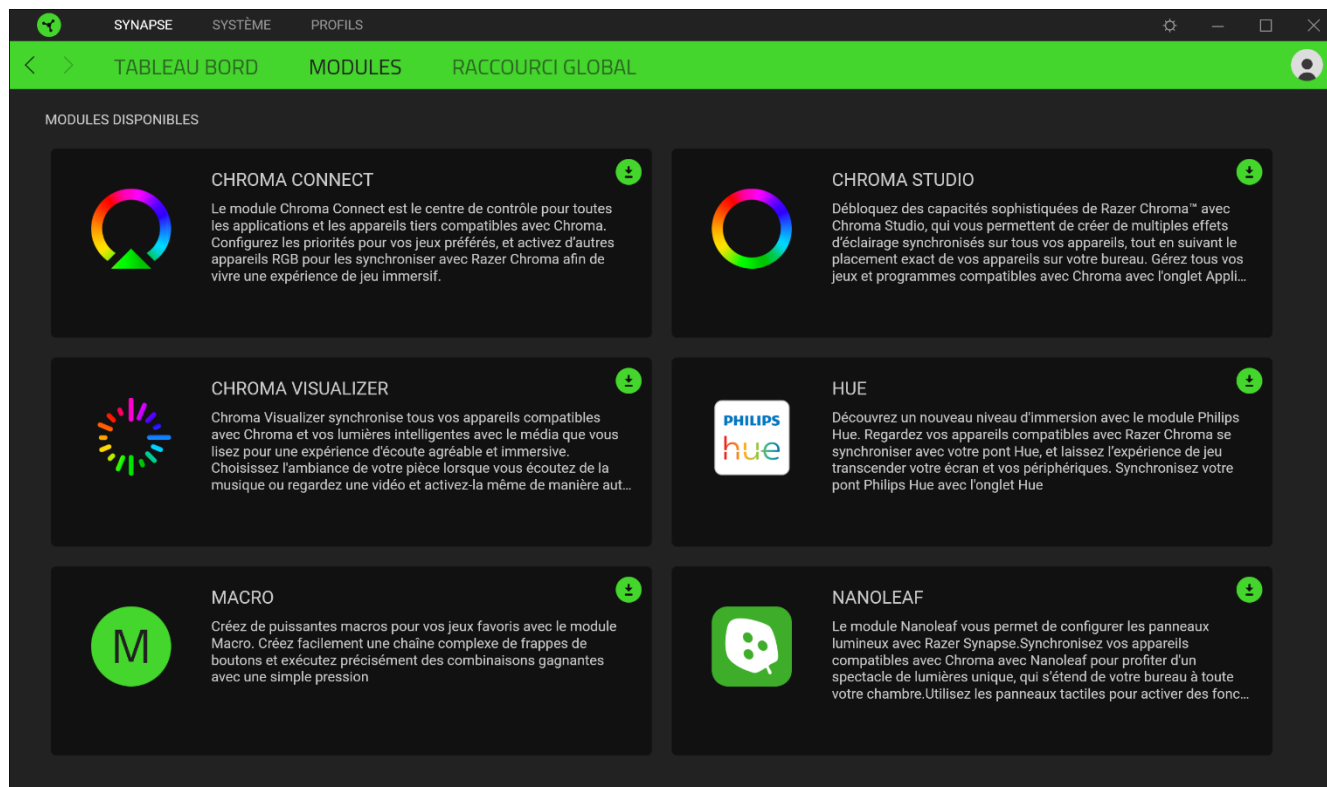 SYNAPSE SYSTÈME PROFILS
TABLEAU BORD MODULES RACCOURCI GLOBAL
MODULES DISPONIBLES
CHROMA CONNECT
Le module Chroma Connect est le centre de contrôle pour toutes
les applications et les appareils tiers compatibles avec Chroma.
Configurez les priorités pour vos jeux préférés, et activez d'autres
appareils RGB pour les synchroniser avec Razer Chroma afin de
vivre une expérience de jeu immersif.
CHROMA STUDIO
Débloquez des capacités sophistiquées de Razer Chroma™ avec
Chroma Studio, qui vous permettent de créer de multiples effets
d'éclairage synchronisés sur tous vos appareils, tout en suivant le
placement exact de vos appareils sur votre bureau. Gérez tous vos
jeux et programmes compatibles avec Chroma avec l'onglet Appli...
CHROMA VISUALIZER
Chroma Visualizer synchronise tous vos appareils compatibles
avec Chroma et vos lumières intelligentes avec le média que vous
lisez pour une expérience d'écoute agréable et immersive.
Choisissez l'ambiance de votre pièce lorsque vous écoutez de la
musique ou regardez une vidéo et activez-la même de manière aut...
PHILIPS
hue
HUE
Découvrez un nouveau niveau d'immersion avec le module Philips
Hue. Regardez vos appareils compatibles avec Razer Chroma se
synchroniser avec votre pont Hue, et laissez l'expérience de jeu
transcender votre écran et vos périphériques. Synchronisez votre
pont Philips Hue avec l'onglet Hue
M
MACRO
Créez de puissantes macros pour vos jeux favoris avec le module
Macro. Créez facilement une chaîne complexe de frappes de
boutons et exécutez précisément des combinaisons gagnantes
avec une simple pression
NANOLEAF
Le module Nanoleaf vous permet de configurer les panneaux
lumineux avec Razer Synapse.Synchronisez vos appareils
compatibles avec Chroma avec Nanoleaf pour profiter d'un
spectacle de lumières unique, qui s'étend de votre bureau à toute
votre chambre.Utilisez les panneaux tactiles pour activer des fonc...